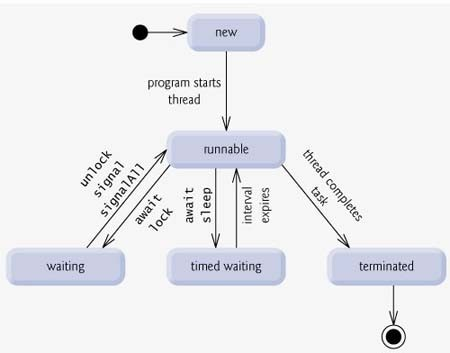 new
program starts
thread
runnable
unlock
signal
signalAll
await
lock
await
sleep
interval
expires
thread completes
task
waiting
timed waiting
terminated